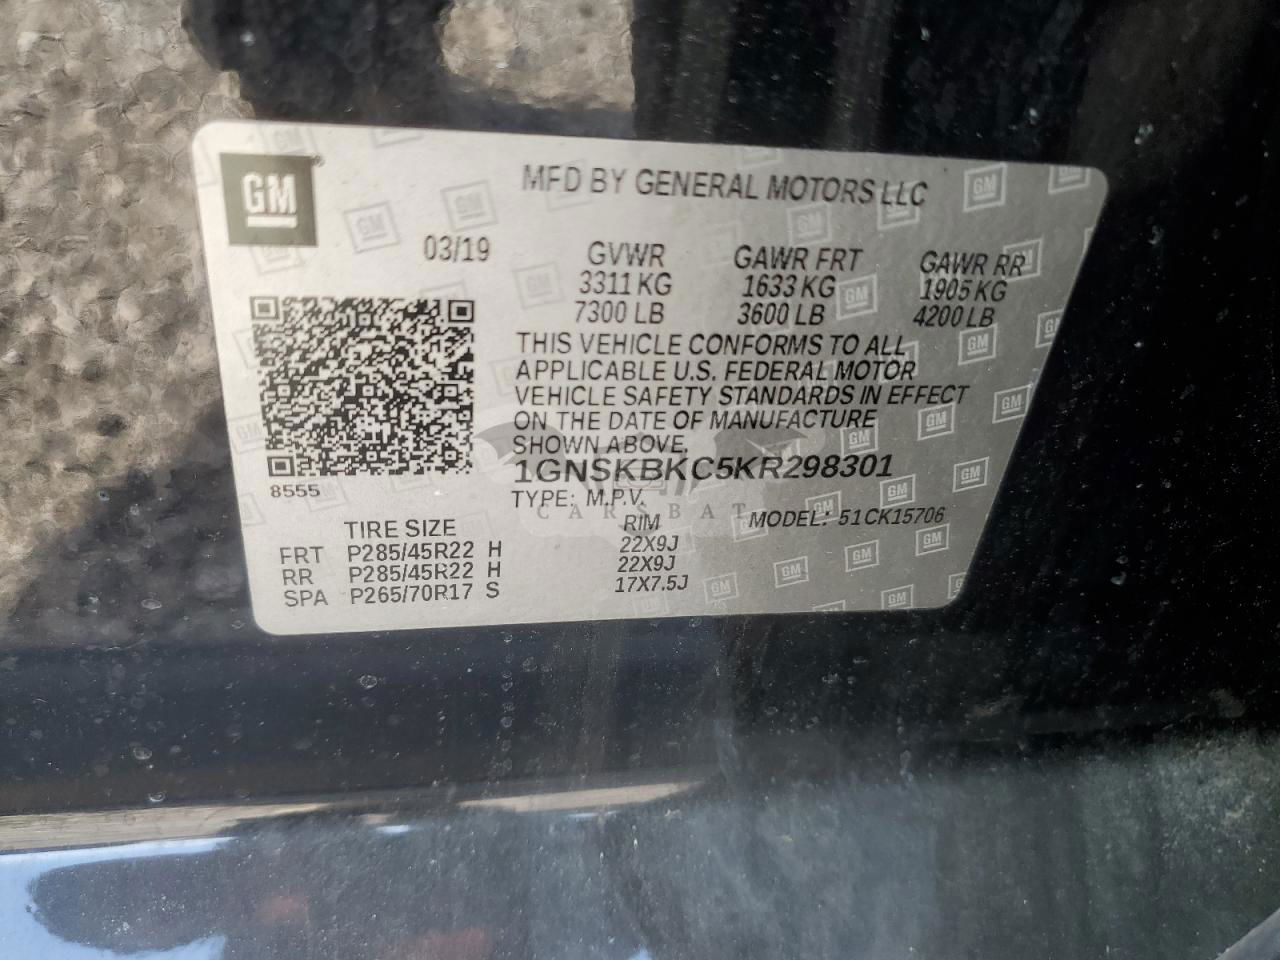 GM
MFD BY GENERAL MOTORS LLC
03/19
GVWR GAWR FRT GAWR RR
3311 KG 1633 KG 1905 KG
7300 LB 3600 LB 4200 LB
THIS VEHICLE CONFORMS TO ALL
APPLICABLE U.S. FEDERAL MOTOR
VEHICLE SAFETY STANDARDS IN EFFECT
ON THE DATE OF MANUFACTURE
SHOWN ABOVE.
1GNSKBKC5KR298301
8555
TYPE: M.P.V.
CARSBAT
MODEL: 51CK15706
TIRE SIZE RIM
FRT P285/45R22 H 22X9J
RR P285/45R22 H 22X9J
SPA P265/70R17 S 17X7.5J